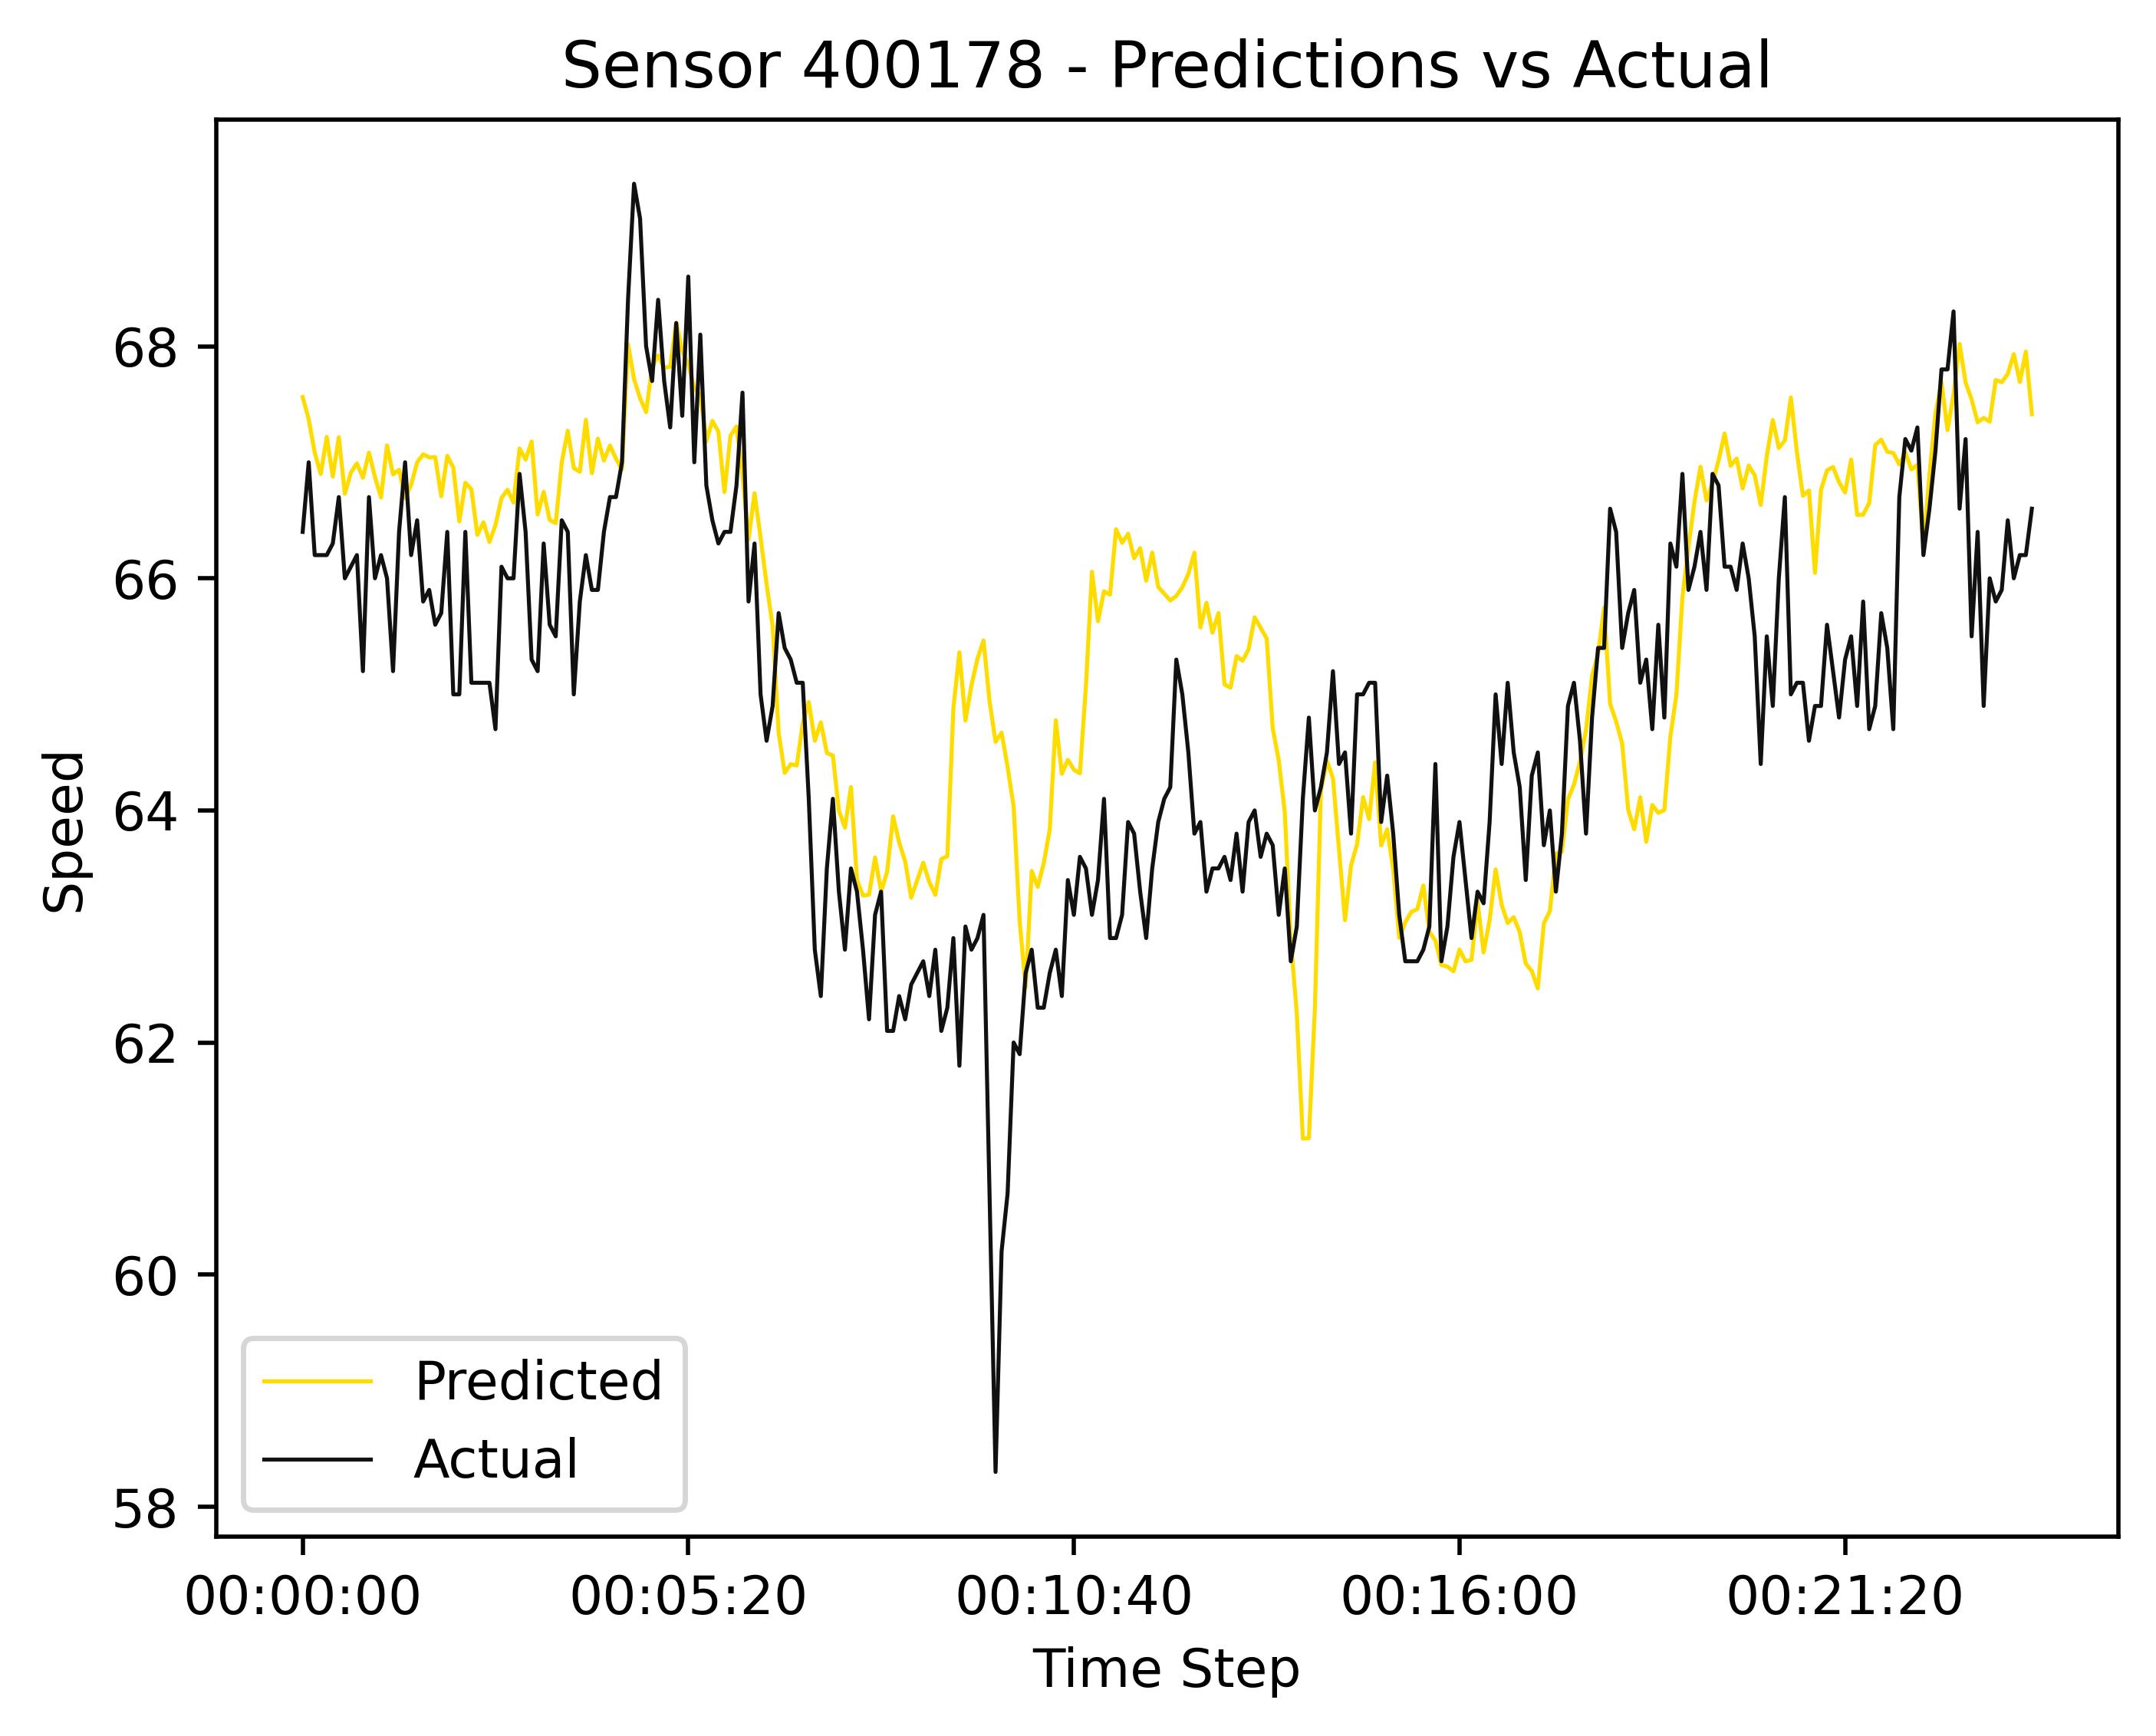 Sensor 400178 - Predictions vs Actual
Speed
68
66
64
62
60
58
Predicted
Actual
00:00:00 00:05:20 00:10:40 00:16:00 00:21:20
Time Step